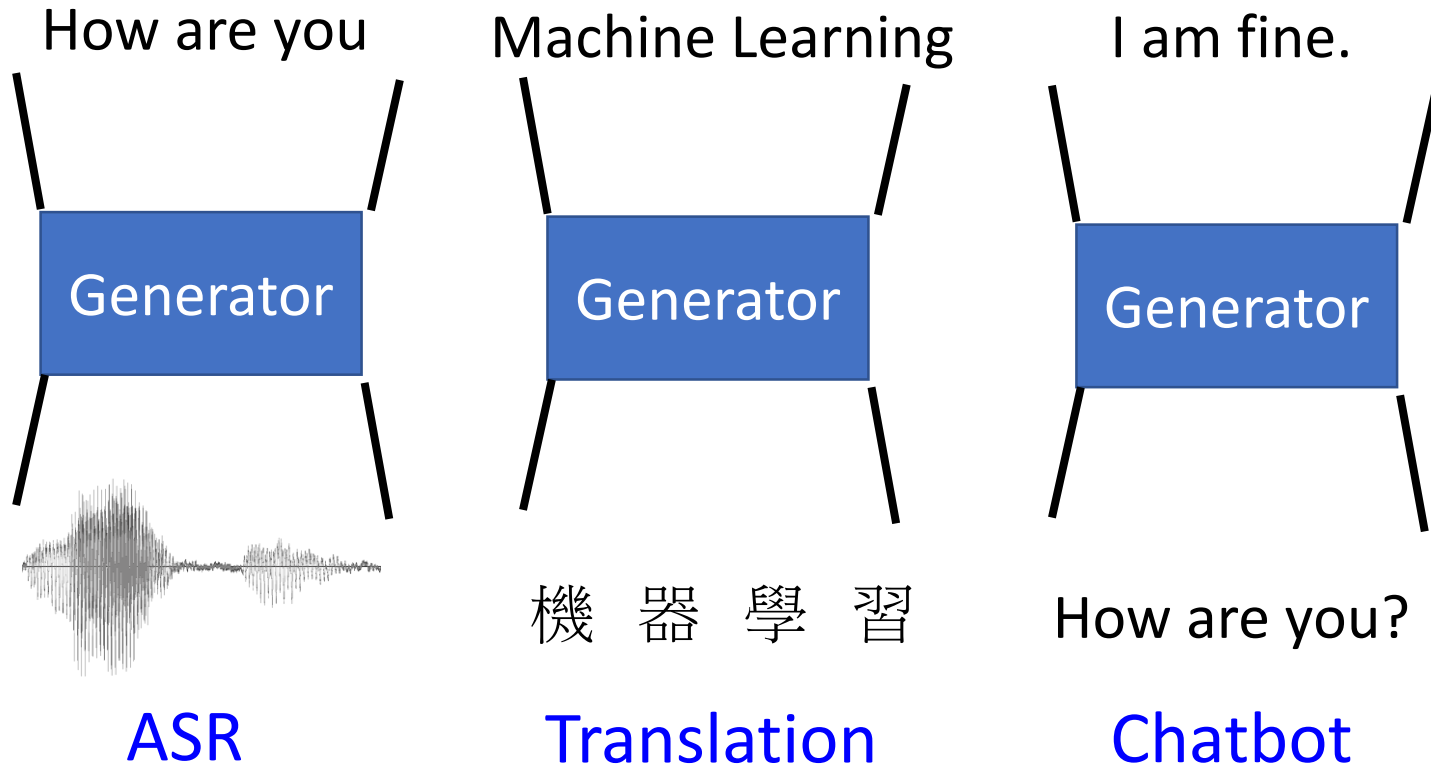 How are you
Machine Learning
I am fine.
Generator
Generator
Generator
機 器 學 習
How are you?
ASR
Translation
Chatbot